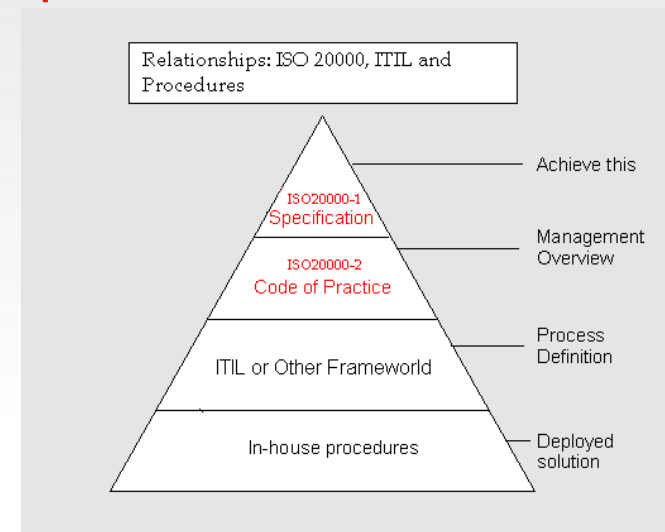 Relationships: ISO 20000, ITIL and
Procedures
Achieve this
ISO20000-1
Specification
Management
Overview
ISO20000-2
Code of Practice
Process
Definition
ITIL or Other Frameworld
Deployed
solution
In-house procedures